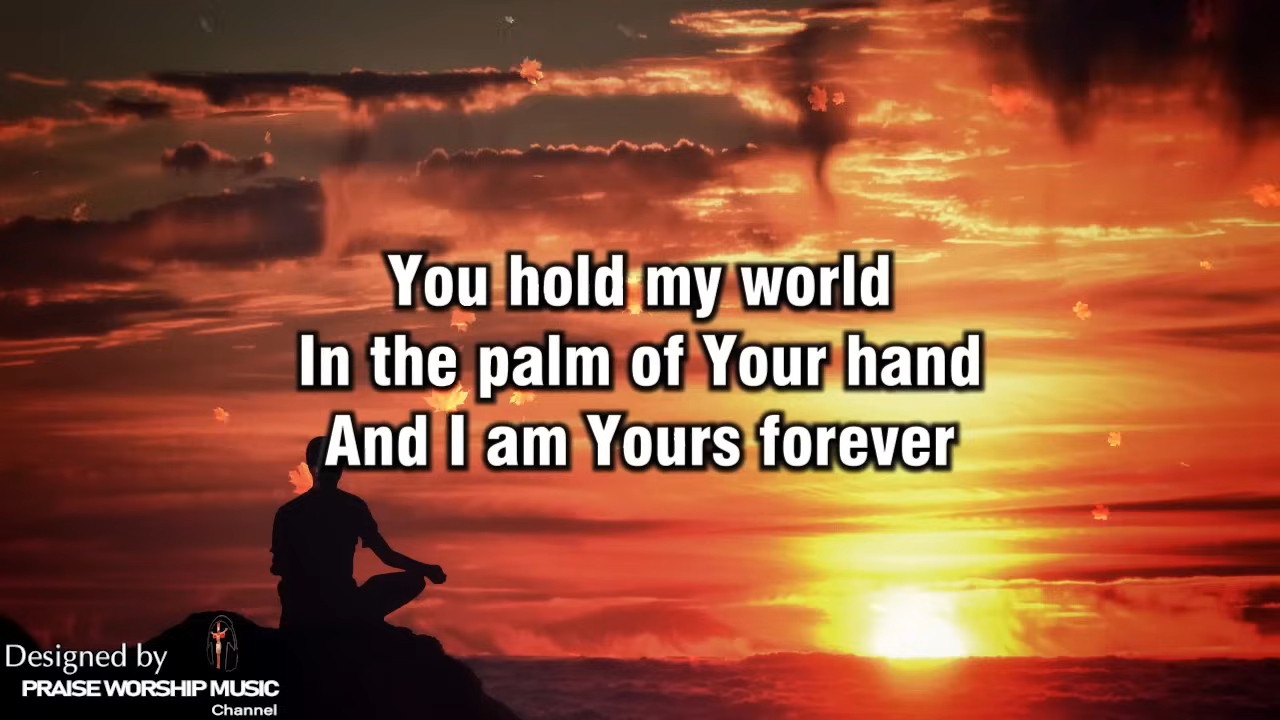 You hold my world
In the palm of Your hand
And I am Yours forever
Designed by
PRAISE WORSHIP MUSIC
Channel